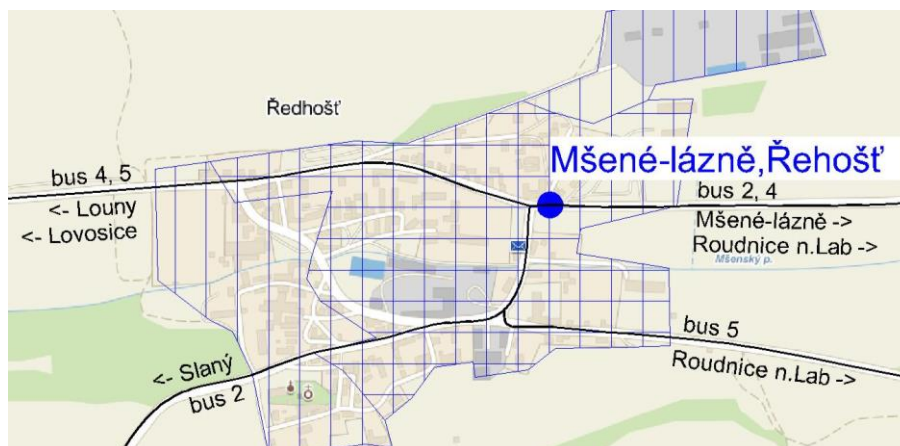 Ředhošť
Mšené-lázně,Řehošť
bus 4, 5
<- Louny
<- Lovosice
bus 2, 4
Mšené-lázně ->
Roudnice n.Lab ->
Mšenský p.
bus 5
Roudnice n.Lab ->
<- Slaný
bus 2